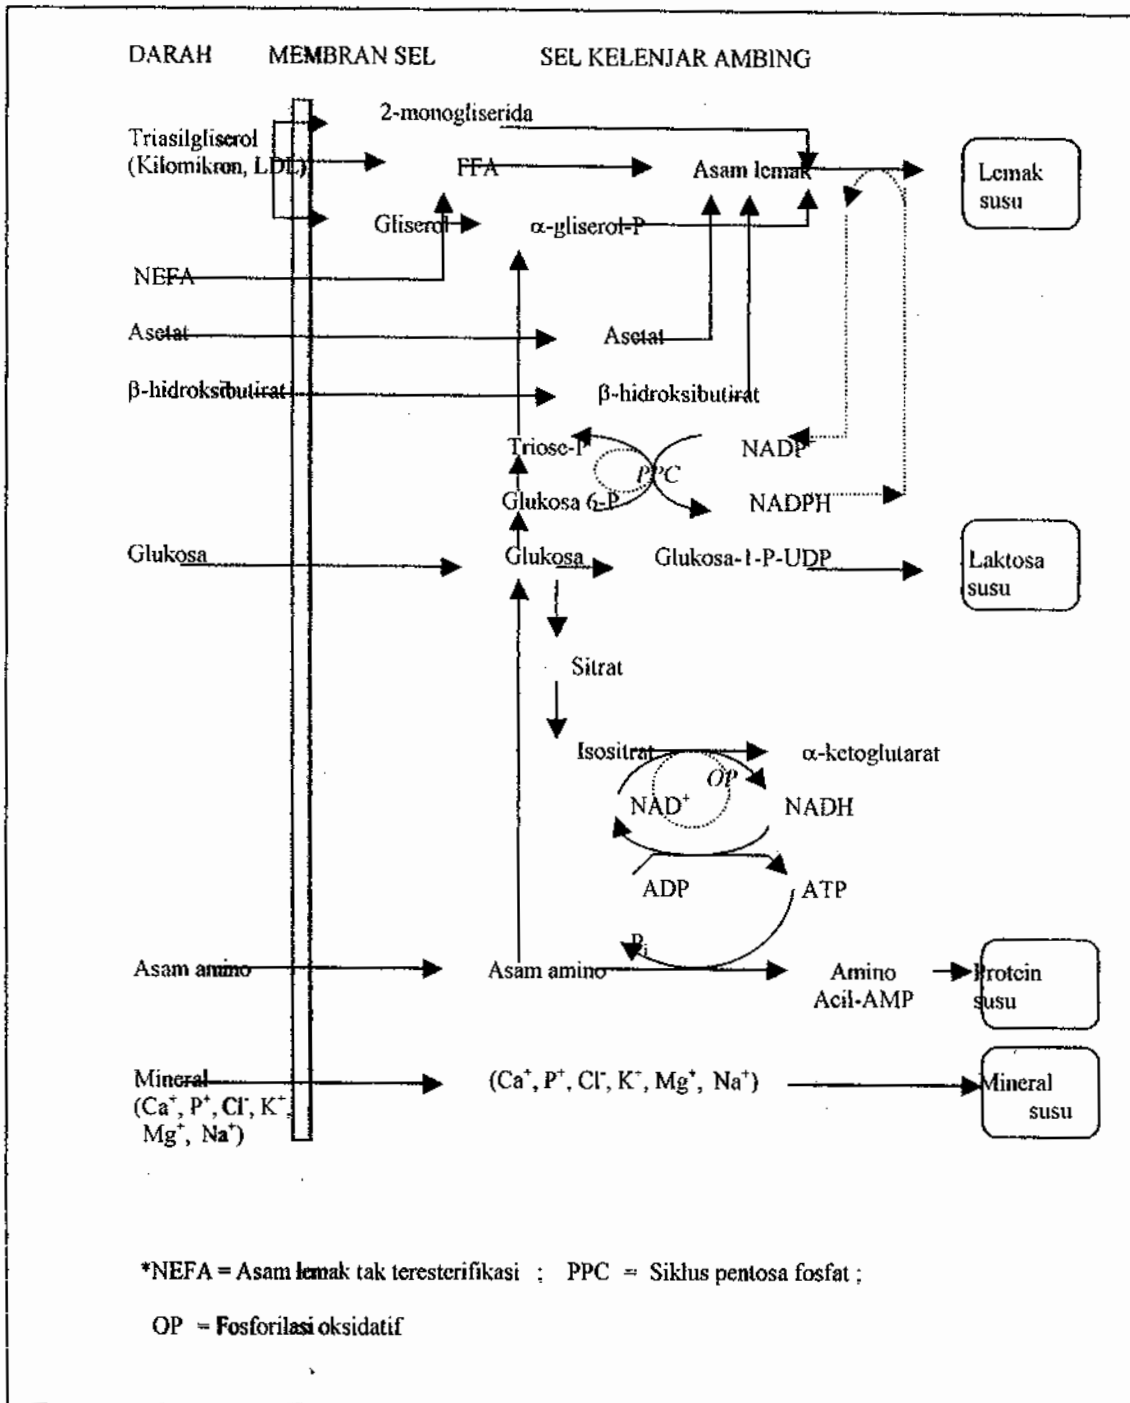 DARAH MEMBRAN SEL SEL KELENJAR AMBING
2-monogliserida
Triasilgliserol
(Kilomikron, LDL)
FFA
Asam lemak
Lemak
susu
Gliserol
α-gliserol-P
NEFA
Asetat
Asetat
β-hidroksibutirat
β-hidroksibutirat
Triose-P
NADP⁺
PPC
Glukosa 6-P
NADPH
Glukosa
Glukosa
Glukosa-1-P-UDP
Laktosa
susu
Sitrat
Isositrat
α-ketoglutarat
OP
NAD⁺
NADH
ADP
ATP
Pᵢ
Asam amino
Asam amino
Amino
Acil-AMP
Protein
susu
Mineral
(Ca⁺, P⁺, Cl⁻, K⁺,
Mg⁺, Na⁺)
(Ca⁺, P⁺, Cl⁻, K⁺, Mg⁺, Na⁺)
Mineral
susu
*NEFA = Asam lemak tak teresterifikasi ; PPC = Siklus pentosa fosfat ;
OP = Fosforilasi oksidatif